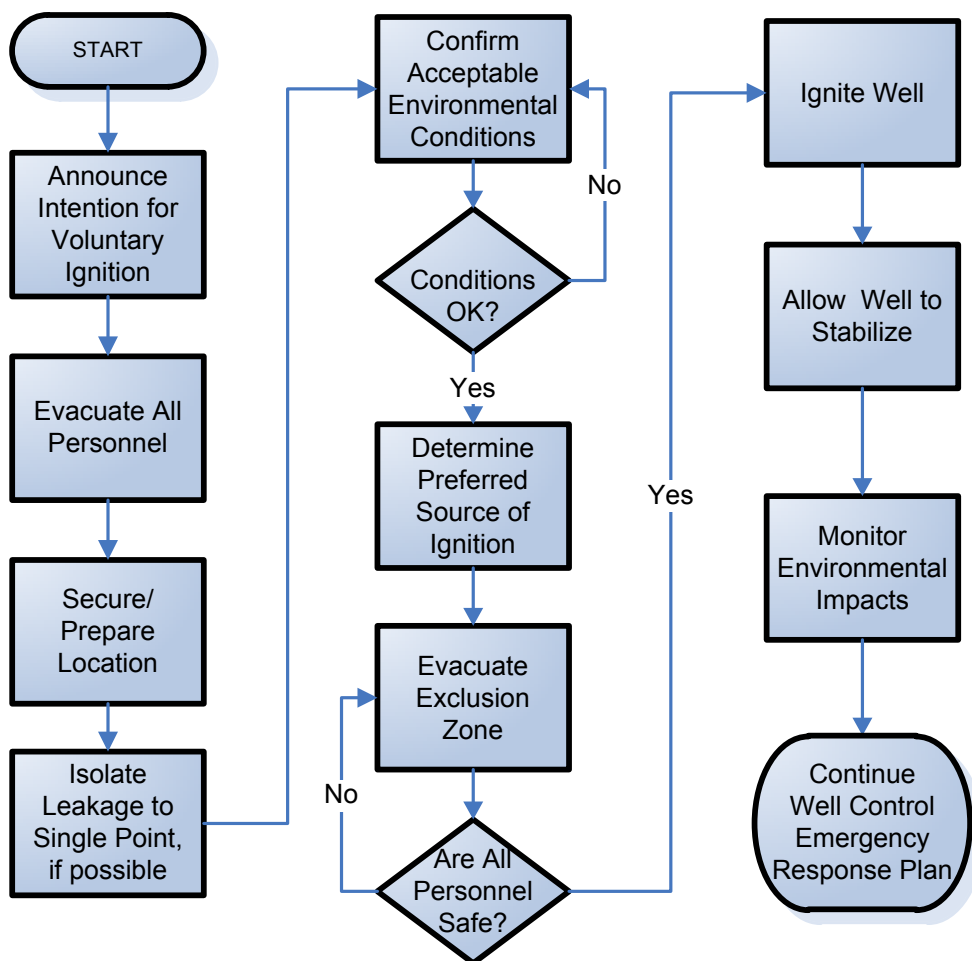 START
Announce
Intention for
Voluntary
Ignition
Evacuate All
Personnel
Secure/
Prepare
Location
Isolate
Leakage to
Single Point,
if possible
Confirm
Acceptable
Environmental
Conditions
No
Conditions
OK?
Yes
Determine
Preferred
Source of
Ignition
Evacuate
Exclusion
Zone
No
Are All
Personnel
Safe?
Yes
Ignite Well
Allow Well to
Stabilize
Monitor
Environmental
Impacts
Continue
Well Control
Emergency
Response Plan